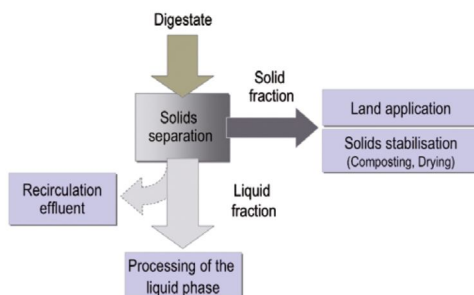 Digestate
Solid
fraction
Solids
separation
Land application
Solids stabilisation
(Composting, Drying)
Recirculation
effluent
Liquid
fraction
Processing of the
liquid phase